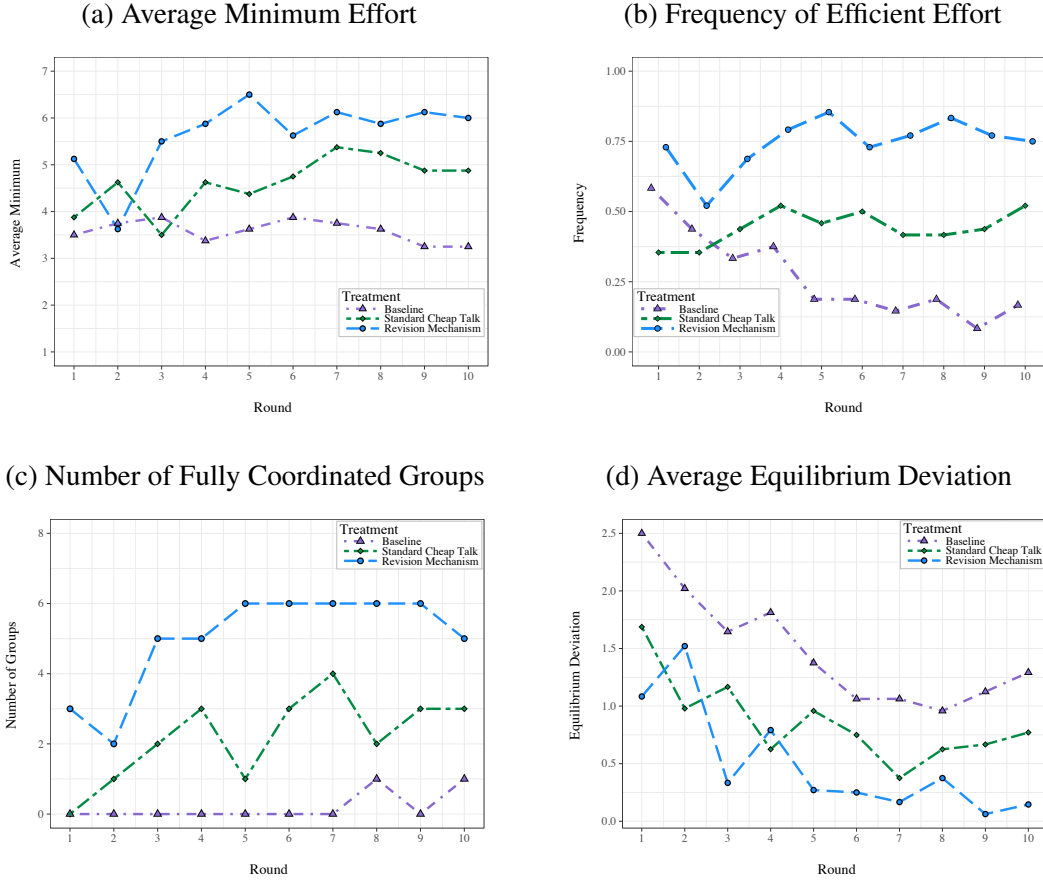 (a) Average Minimum Effort
7
6
5
4
3
2
1
Average Minimum
Treatment
Baseline
Standard Cheap Talk
Revision Mechanism
1 2 3 4 5 6 7 8 9 10
Round
(b) Frequency of Efficient Effort
1.00
0.75
0.50
0.25
0.00
Frequency
Treatment
Baseline
Standard Cheap Talk
Revision Mechanism
1 2 3 4 5 6 7 8 9 10
Round
(c) Number of Fully Coordinated Groups
8
6
4
2
0
Number of Groups
Treatment
Baseline
Standard Cheap Talk
Revision Mechanism
1 2 3 4 5 6 7 8 9 10
Round
(d) Average Equilibrium Deviation
2.5
2.0
1.5
1.0
0.5
0.0
Equilibrium Deviation
Treatment
Baseline
Standard Cheap Talk
Revision Mechanism
1 2 3 4 5 6 7 8 9 10
Round